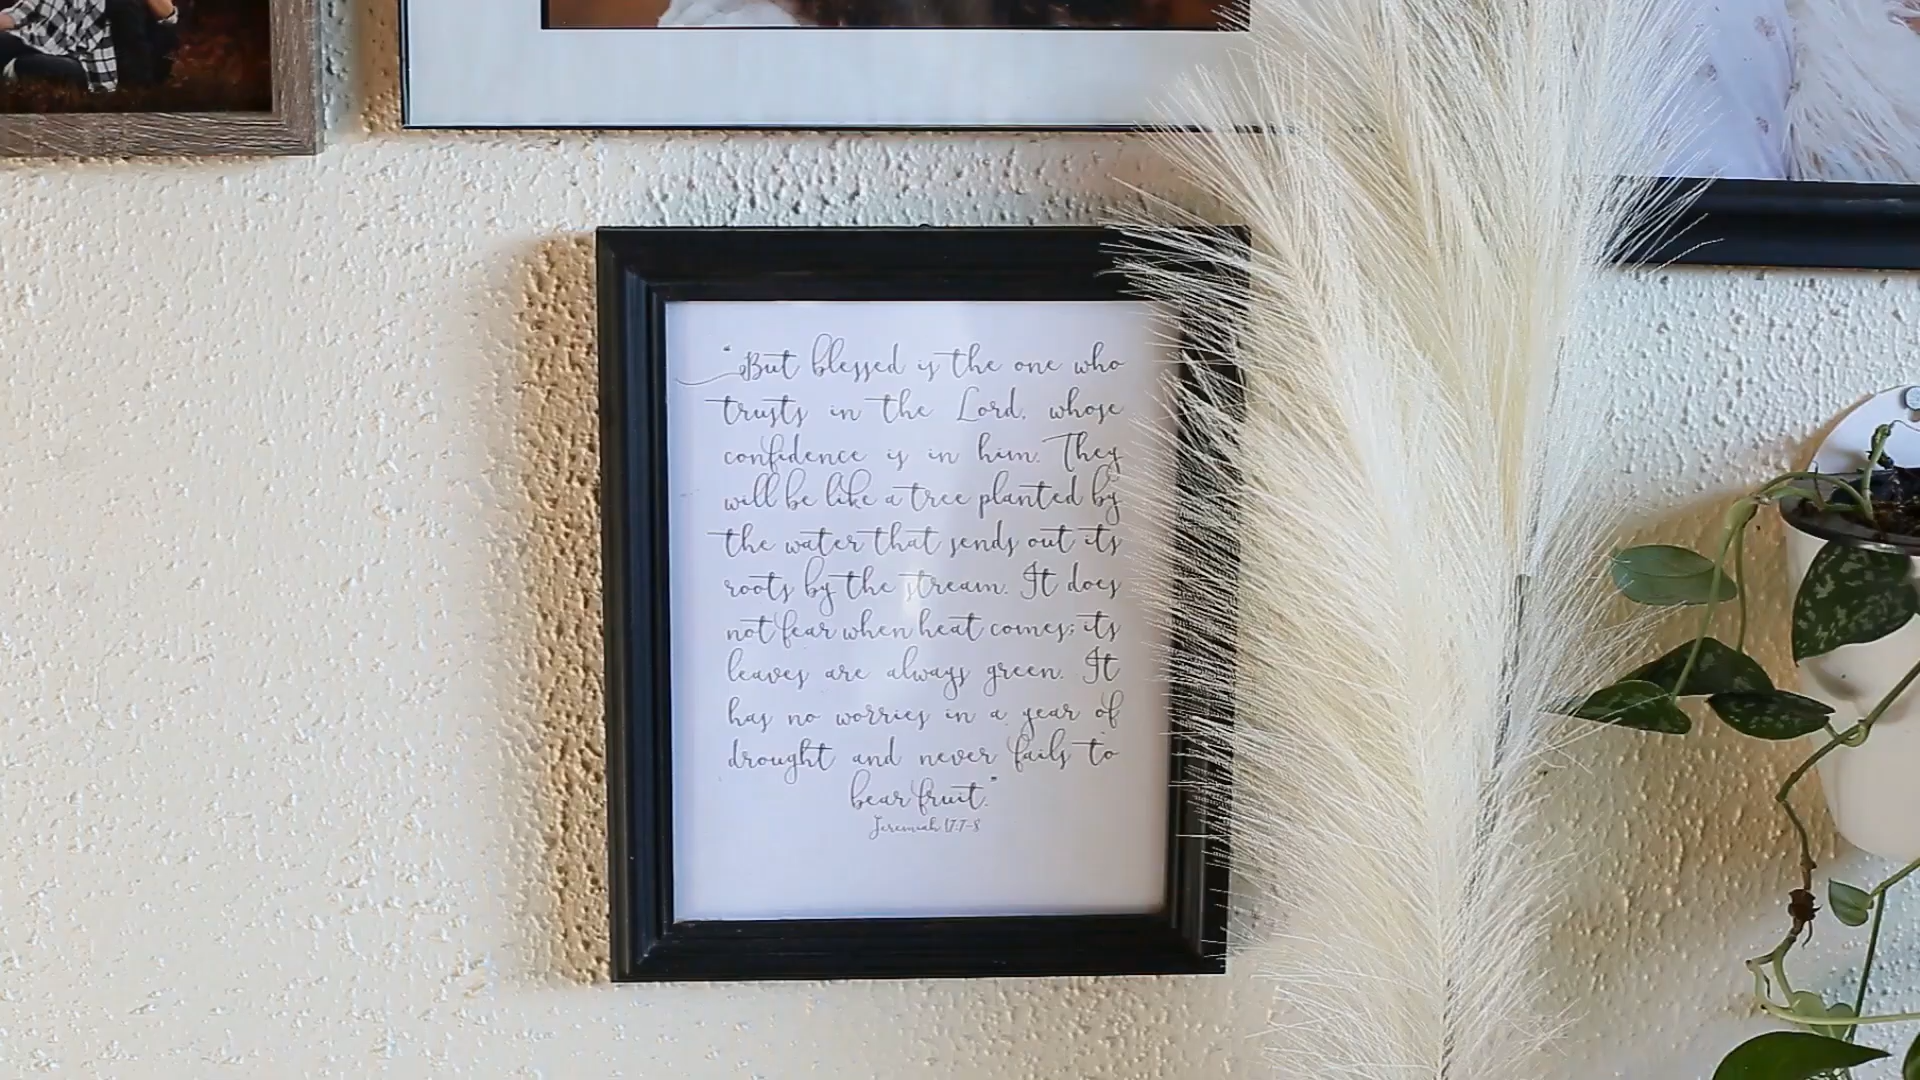 "But blessed is the one who
trusts in the Lord, whose
confidence is in him. They
will be like a tree planted by
the water that sends out its
roots by the stream. It does
not fear when heat comes; its
leaves are always green. It
has no worries in a year of
drought and never fails to
bear fruit."
Jeremiah 17:7-8